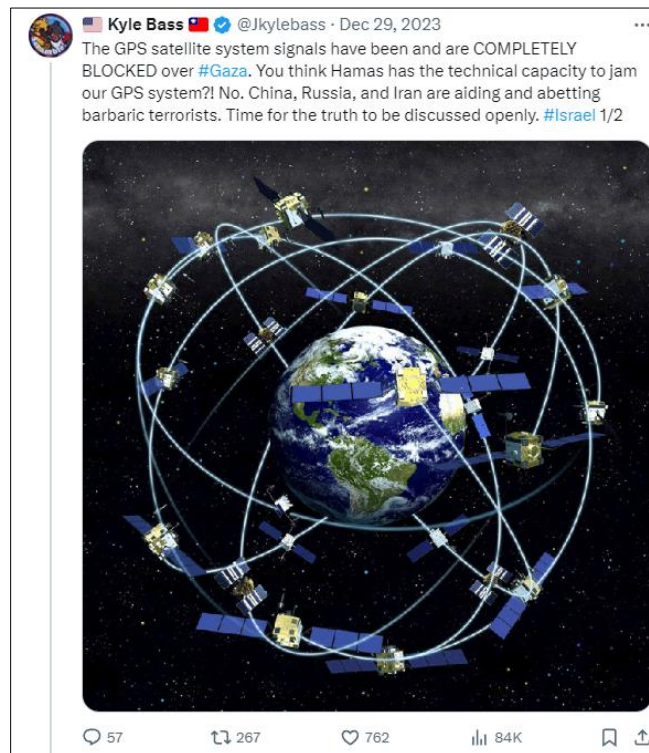 Kyle Bass @Jkylebass · Dec 29, 2023
The GPS satellite system signals have been and are COMPLETELY
BLOCKED over #Gaza. You think Hamas has the technical capacity to jam
our GPS system?! No. China, Russia, and Iran are aiding and abetting
barbaric terrorists. Time for the truth to be discussed openly. #Israel 1/2
57 267 762 84K